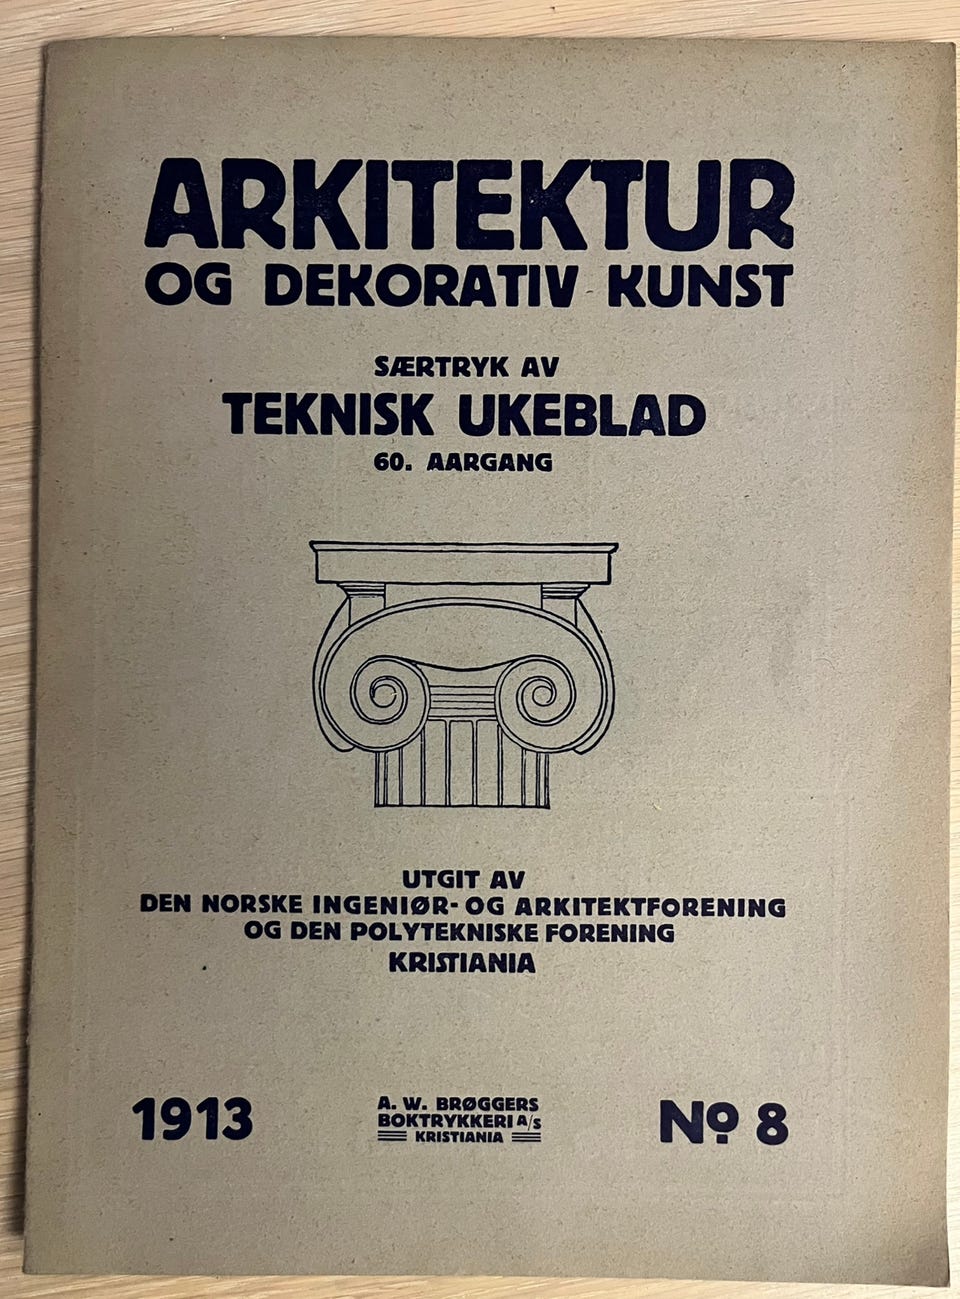 ARKITEKTUR
OG DEKORATIV KUNST
SÆRTRYK AV
TEKNISK UKEBLAD
60. AARGANG
UTGIT AV
DEN NORSKE INGENIØR- OG ARKITEKTFORENING
OG DEN POLYTEKNISKE FORENING
KRISTIANIA
1913
A. W. BRØGGERS
BOKTRYKKERI A/S
KRISTIANIA
No 8